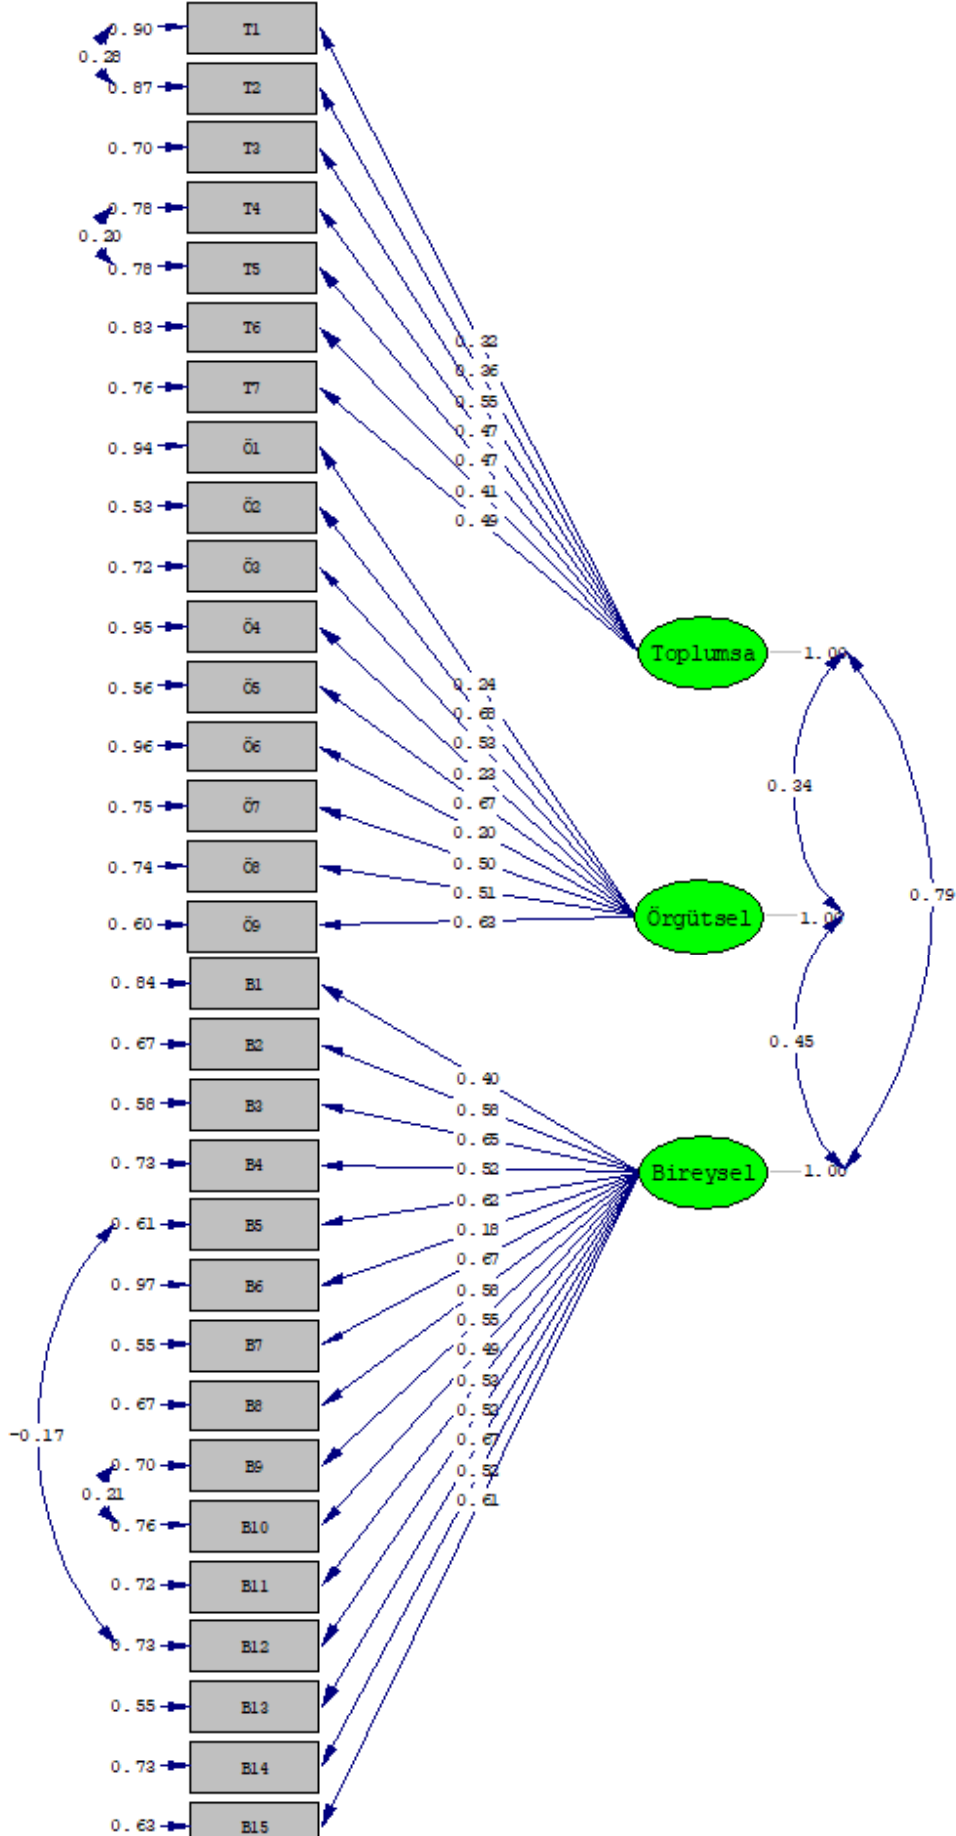 0.90 T1
0.28
0.87 T2
0.70 T3
0.78 T4
0.20
0.78 T5
0.83 T6
0.76 T7
0.94 Ö1
0.53 Ö2
0.72 Ö3
0.95 Ö4
0.56 Ö5
0.96 Ö6
0.75 Ö7
0.74 Ö8
0.60 Ö9
0.84 B1
0.67 B2
0.58 B3
0.73 B4
0.61 B5
0.97 B6
0.55 B7
0.67 B8
-0.17
0.70 B9
0.21
0.76 B10
0.72 B11
0.73 B12
0.55 B13
0.73 B14
0.63 B15
0.32
0.36
0.55
0.47
0.47
0.41
0.49
0.24
0.68
0.53
0.23
0.67
0.20
0.50
0.51
0.63
0.40
0.58
0.65
0.52
0.62
0.18
0.67
0.58
0.55
0.49
0.53
0.53
0.67
0.52
0.61
Toplumsa 1.00
0.34
0.79
Örgütsel 1.00
0.45
Bireysel 1.00